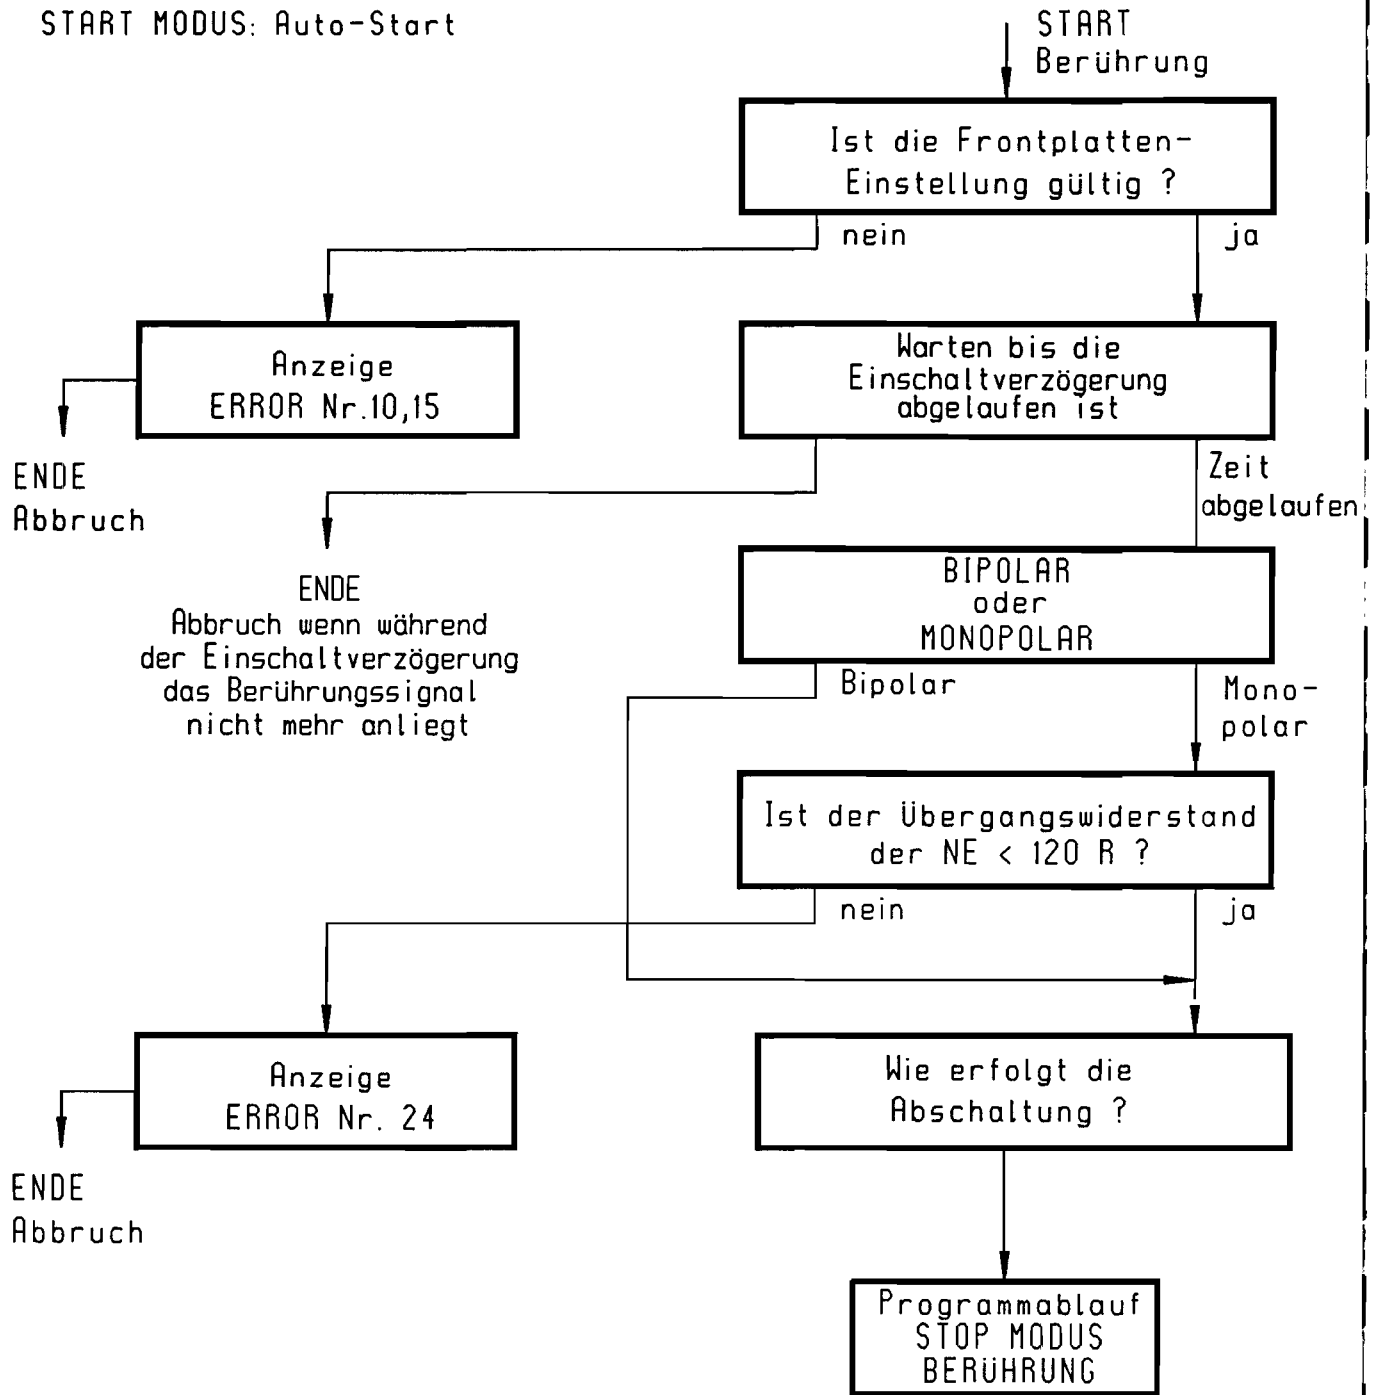 START MODUS: Auto-Start
START
Berührung
Ist die Frontplatten-
Einstellung gültig ?
nein
ja
Anzeige
ERROR Nr.10,15
Warten bis die
Einschaltverzögerung
abgelaufen ist
ENDE
Abbruch
Zeit
abgelaufen
ENDE
Abbruch wenn während
der Einschaltverzögerung
das Berührungssignal
nicht mehr anliegt
BIPOLAR
oder
MONOPOLAR
Bipolar
Mono-
polar
Ist der Übergangswiderstand
der NE < 120 R ?
nein
ja
Anzeige
ERROR Nr. 24
Wie erfolgt die
Abschaltung ?
ENDE
Abbruch
Programmablauf
STOP MODUS
BERÜHRUNG